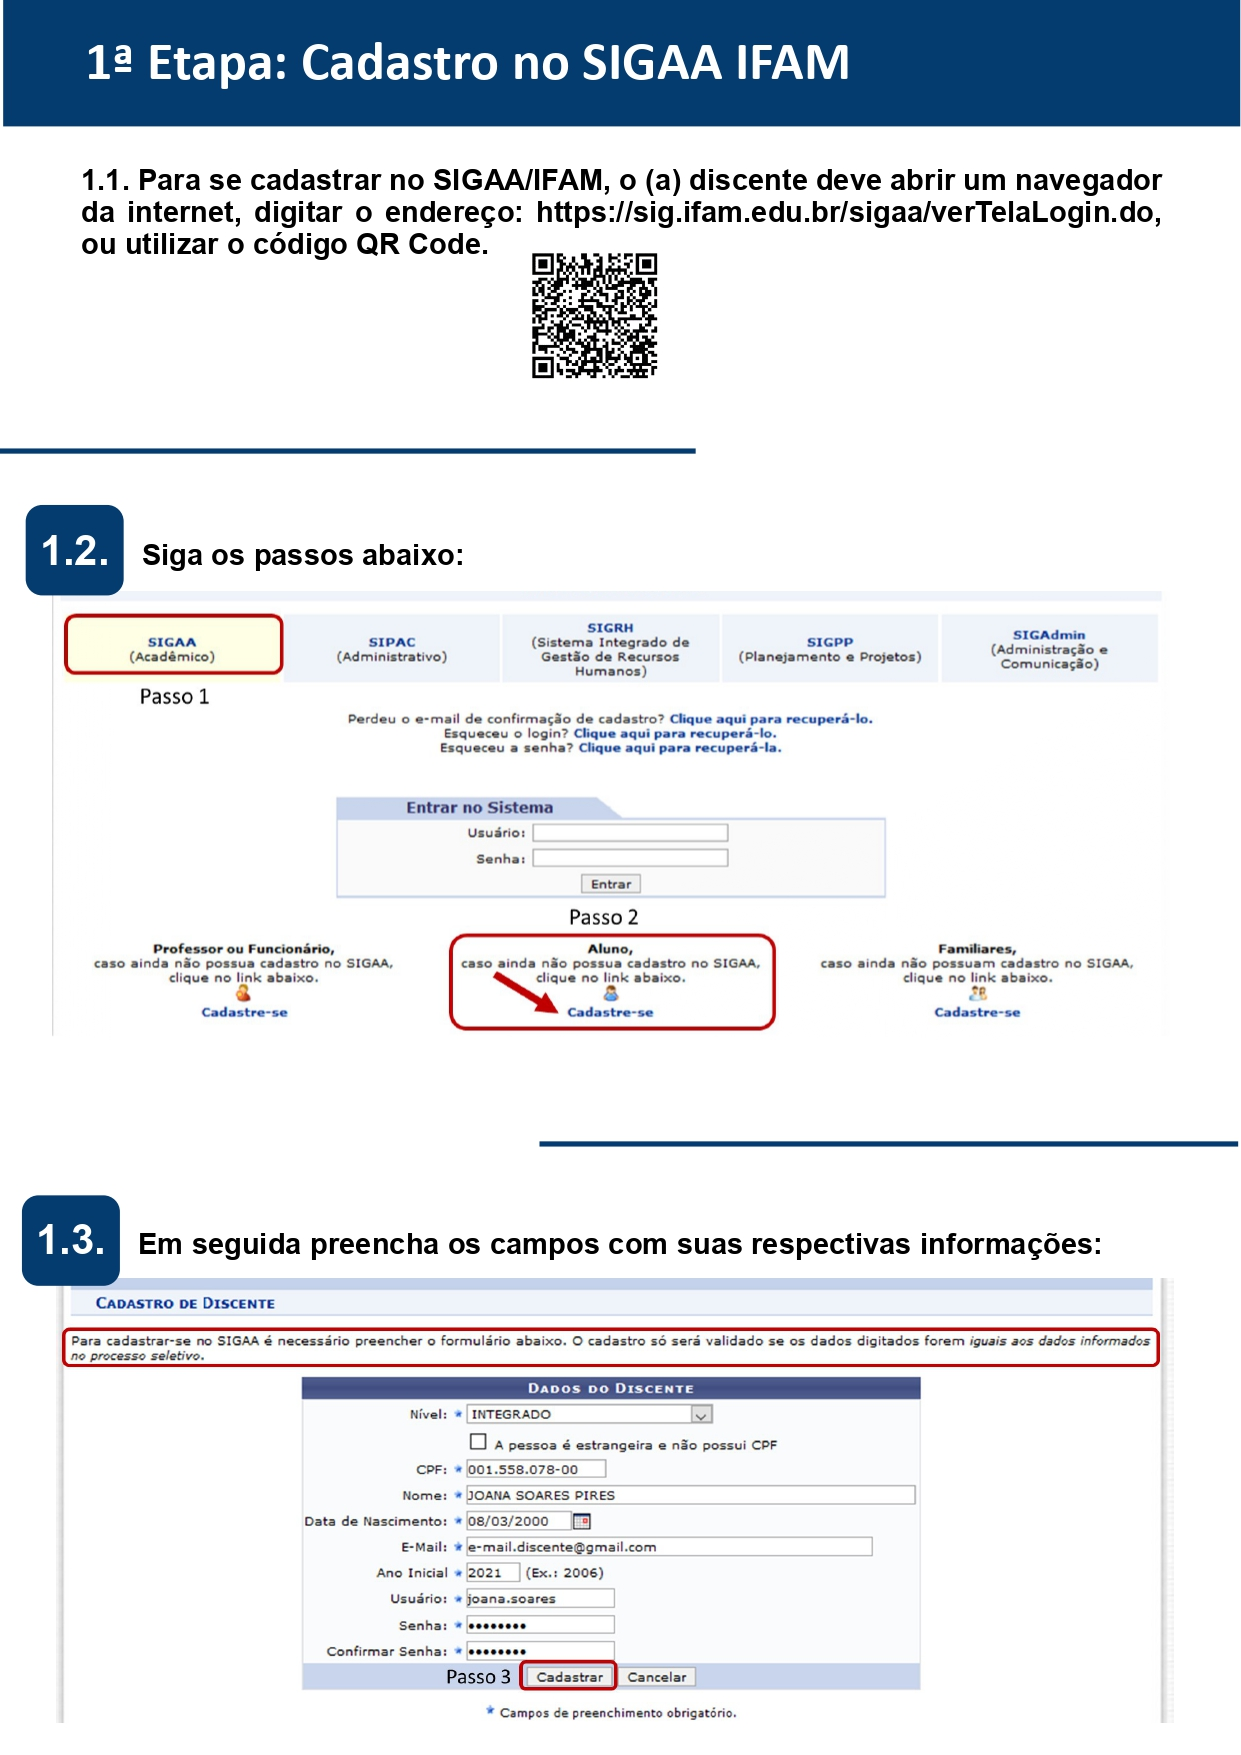 1ª Etapa: Cadastro no SIGAA IFAM
1.1. Para se cadastrar no SIGAA/IFAM, o (a) discente deve abrir um navegador
da internet, digitar o endereço: https://sig.ifam.edu.br/sigaa/verTelaLogin.do,
ou utilizar o código QR Code.
1.2.
Siga os passos abaixo:
SIGAA
(Acadêmico)
SIPAC
(Administrativo)
SIGRH
(Sistema Integrado de
Gestão de Recursos
Humanos)
SIGPP
(Planejamento e Projetos)
SIGAdmin
(Administração e
Comunicação)
Passo 1
Perdeu o e-mail de confirmação de cadastro? Clique aqui para recuperá-lo.
Esqueceu o login? Clique aqui para recuperá-lo.
Esqueceu a senha? Clique aqui para recuperá-la.
Entrar no Sistema
Usuário:
Senha:
Entrar
Passo 2
Professor ou Funcionário,
caso ainda não possua cadastro no SIGAA,
clique no link abaixo.
Cadastre-se
Aluno,
caso ainda não possua cadastro no SIGAA,
clique no link abaixo.
Cadastre-se
Familiares,
caso ainda não possuam cadastro no SIGAA,
clique no link abaixo.
Cadastre-se
1.3.
Em seguida preencha os campos com suas respectivas informações:
CADASTRO DE DISCENTE
Para cadastrar-se no SIGAA é necessário preencher o formulário abaixo. O cadastro só será validado se os dados digitados forem iguais aos dados informados
no processo seletivo.
DADOS DO DISCENTE
Nível: INTEGRADO
A pessoa é estrangeira e não possui CPF
CPF: 001.558.078-00
Nome: JOANA SOARES PIRES
Data de Nascimento: 08/03/2000
E-Mail: e-mail.discente@gmail.com
Ano Inicial 2021 (Ex.: 2006)
Usuário: joana.soares
Senha: ••••••••
Confirmar Senha: ••••••••
Passo 3 Cadastrar Cancelar
Campos de preenchimento obrigatório.